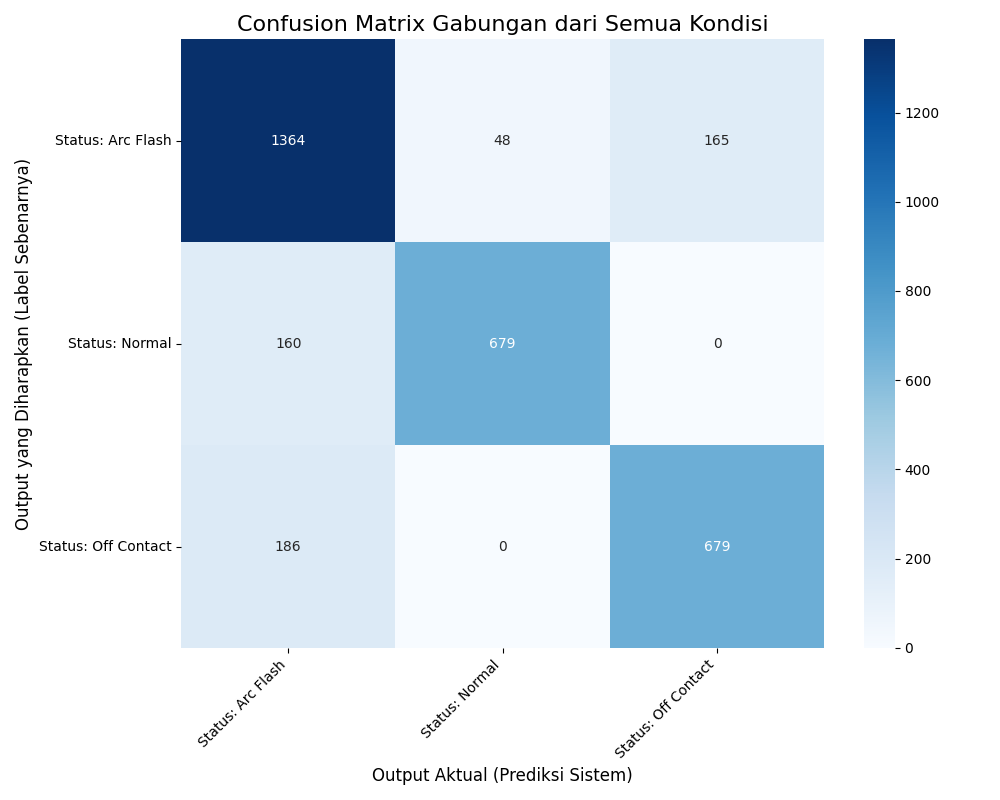 Confusion Matrix Gabungan dari Semua Kondisi
Output yang Diharapkan (Label Sebenarnya)
Status: Arc Flash
1364
48
165
Status: Normal
160
679
0
Status: Off Contact
186
0
679
Status: Arc Flash
Status: Normal
Status: Off Contact
Output Aktual (Prediksi Sistem)
1200
1000
800
600
400
200
0